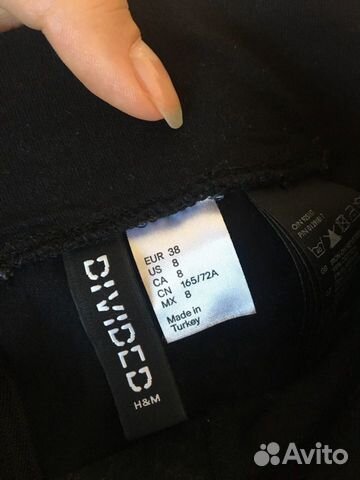 EUR 38
US 8
CA 8
CN 165/72A
MX 8
Made in
Turkey
DIVIDED
H&M
Avito